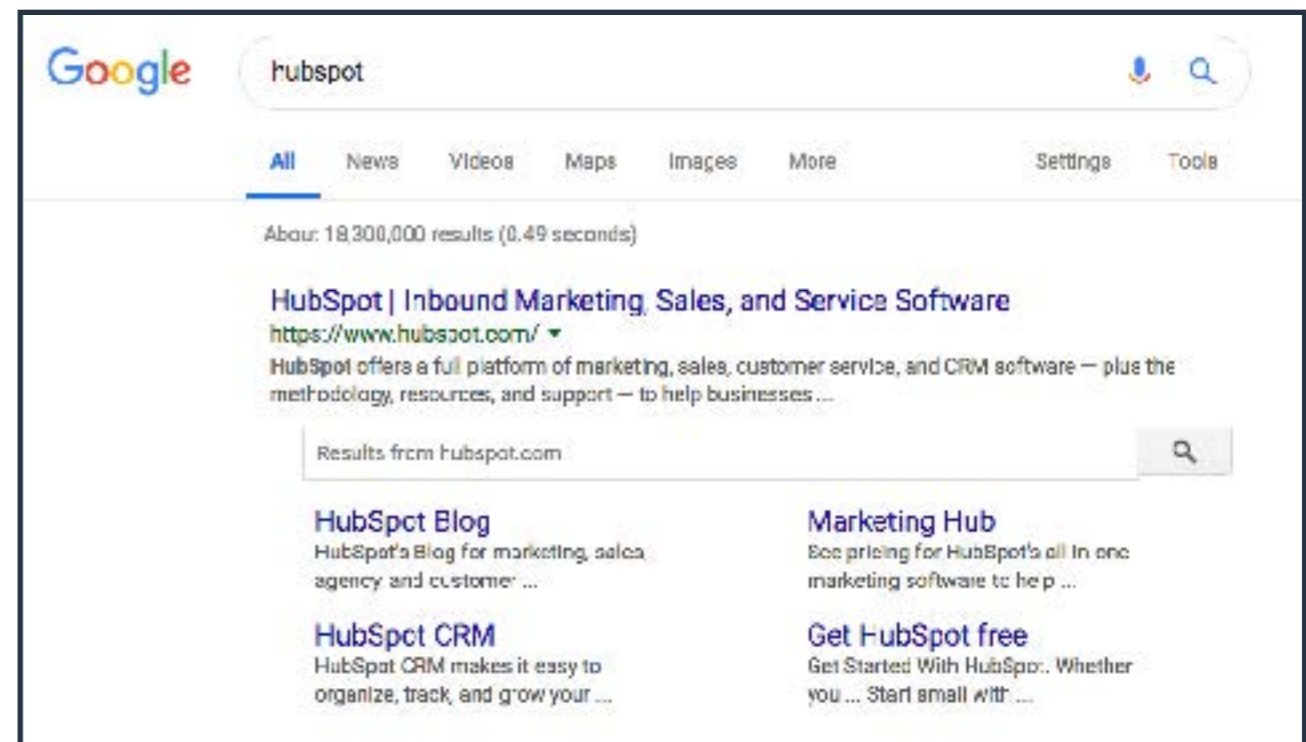 Google
hubspot
All News Videos Maps Images More Settings Tools
About 18,300,000 results (0.49 seconds)
HubSpot | Inbound Marketing, Sales, and Service Software
https://www.hubspot.com/
HubSpot offers a full platform of marketing, sales, customer service, and CRM software — plus the
methodology, resources, and support — to help businesses ...
Results from hubspot.com
HubSpot Blog
HubSpot's Blog for marketing, sales,
agency and customer ...
Marketing Hub
See pricing for HubSpot's all in one
marketing software to help ...
HubSpot CRM
HubSpot CRM makes it easy to
organize, track, and grow your ...
Get HubSpot free
Get Started With HubSpot. Whether
you ... Start small with ...